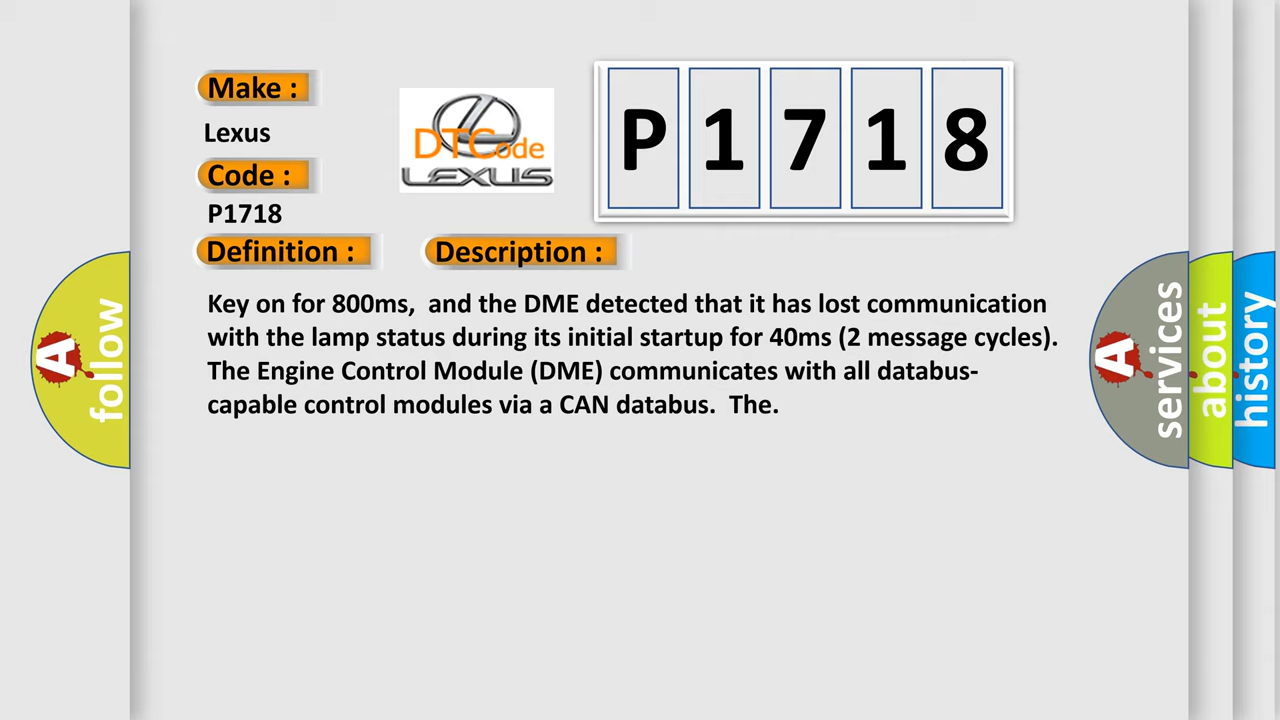 Make :
Lexus
Code :
P1718
DTCode
LEXUS
P 1 7 1 8
Definition :
Description :
Key on for 800ms,  and the DME detected that it has lost communication
with the lamp status during its initial startup for 40ms (2 message cycles).
The Engine Control Module (DME) communicates with all databus-
capable control modules via a CAN databus  The.
A
follow
A
services
about
history